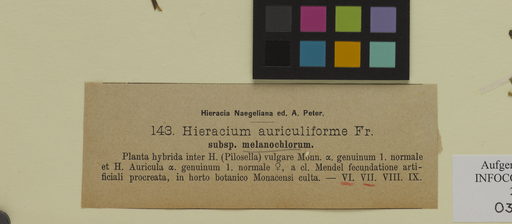 Hieracia Naegeliana ed. A. Peter.
143. Hieracium auriculiforme Fr.
subsp. melanochlorum.
Planta hybrida inter H. (Pilosella) vulgare Monn. α. genuinum 1. normale
et H. Auricula α. genuinum 1. normale ♀, a cl. Mendel fecundatione arti-
ficiali procreata, in horto botanico Monacensi culta. — VI. VII. VIII. IX.
Aufge
INFOCO
03